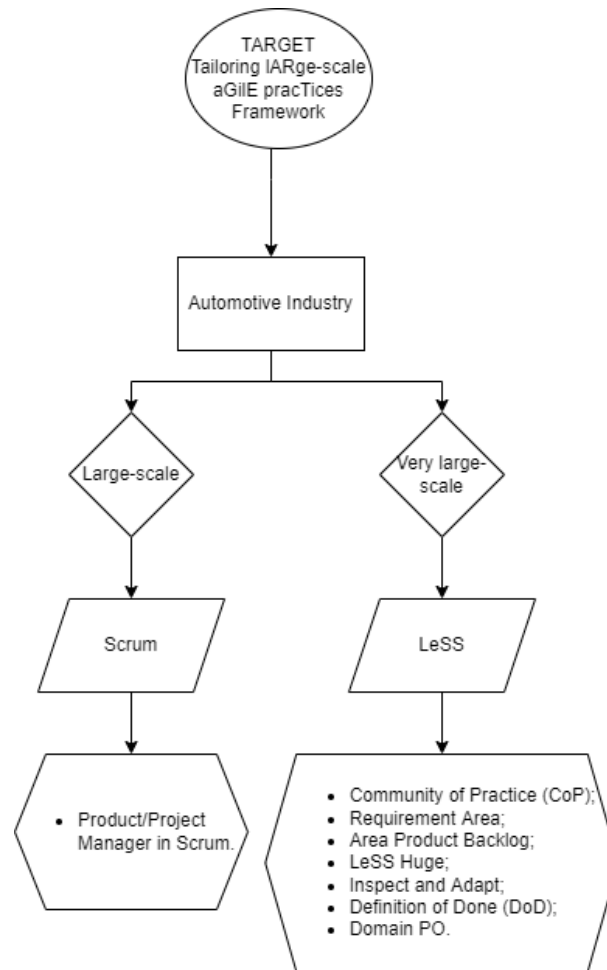 TARGET
Tailoring lARge-scale
aGilE pracTices
Framework
Automotive Industry
Large-scale
Very large-
scale
Scrum
LeSS
• Product/Project
Manager in Scrum.
• Community of Practice (CoP);
• Requirement Area;
• Area Product Backlog;
• LeSS Huge;
• Inspect and Adapt;
• Definition of Done (DoD);
• Domain PO.